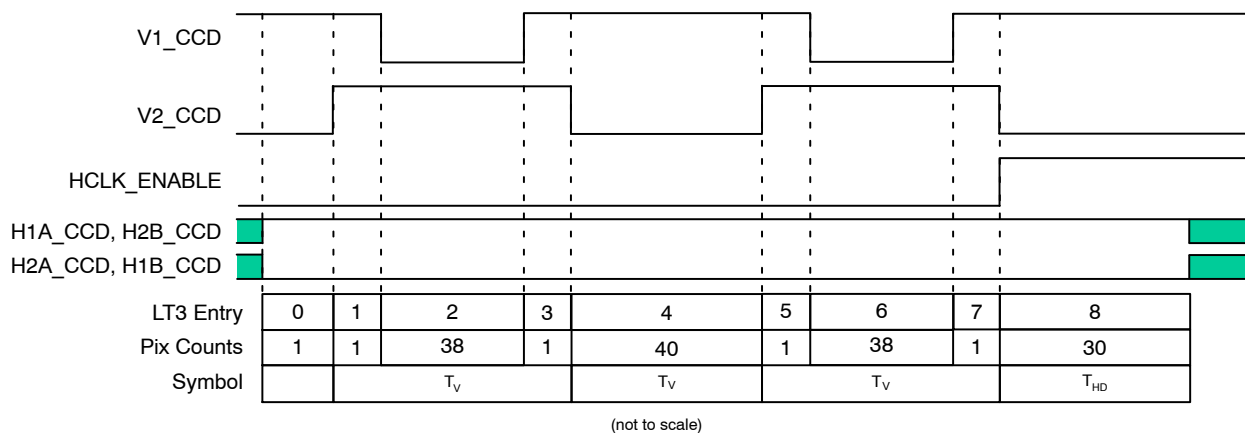 V1_CCD
V2_CCD
HCLK_ENABLE
H1A_CCD, H2B_CCD
H2A_CCD, H1B_CCD
LT3 Entry 0 1 2 3 4 5 6 7 8
Pix Counts 1 1 38 1 40 1 38 1 30
Symbol TV TV TV THD
(not to scale)